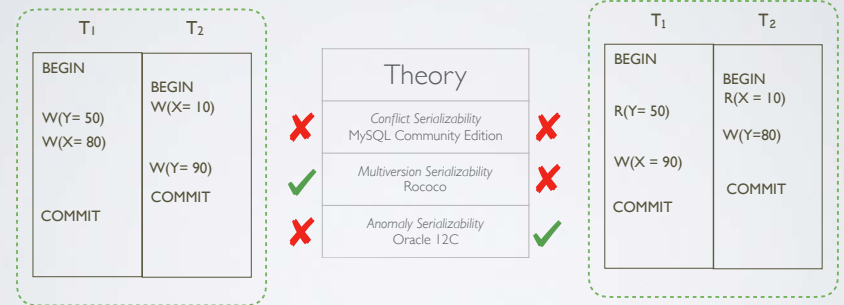 T1 T2
BEGIN
BEGIN
W(X= 10)
W(Y= 50)
W(X= 80)
W(Y= 90)
COMMIT
COMMIT
Theory
Conflict Serializability
MySQL Community Edition
Multiversion Serializability
Rococo
Anomaly Serializability
Oracle 12C
T1 T2
BEGIN
BEGIN
R(X = 10)
R(Y= 50)
W(Y=80)
W(X = 90)
COMMIT
COMMIT